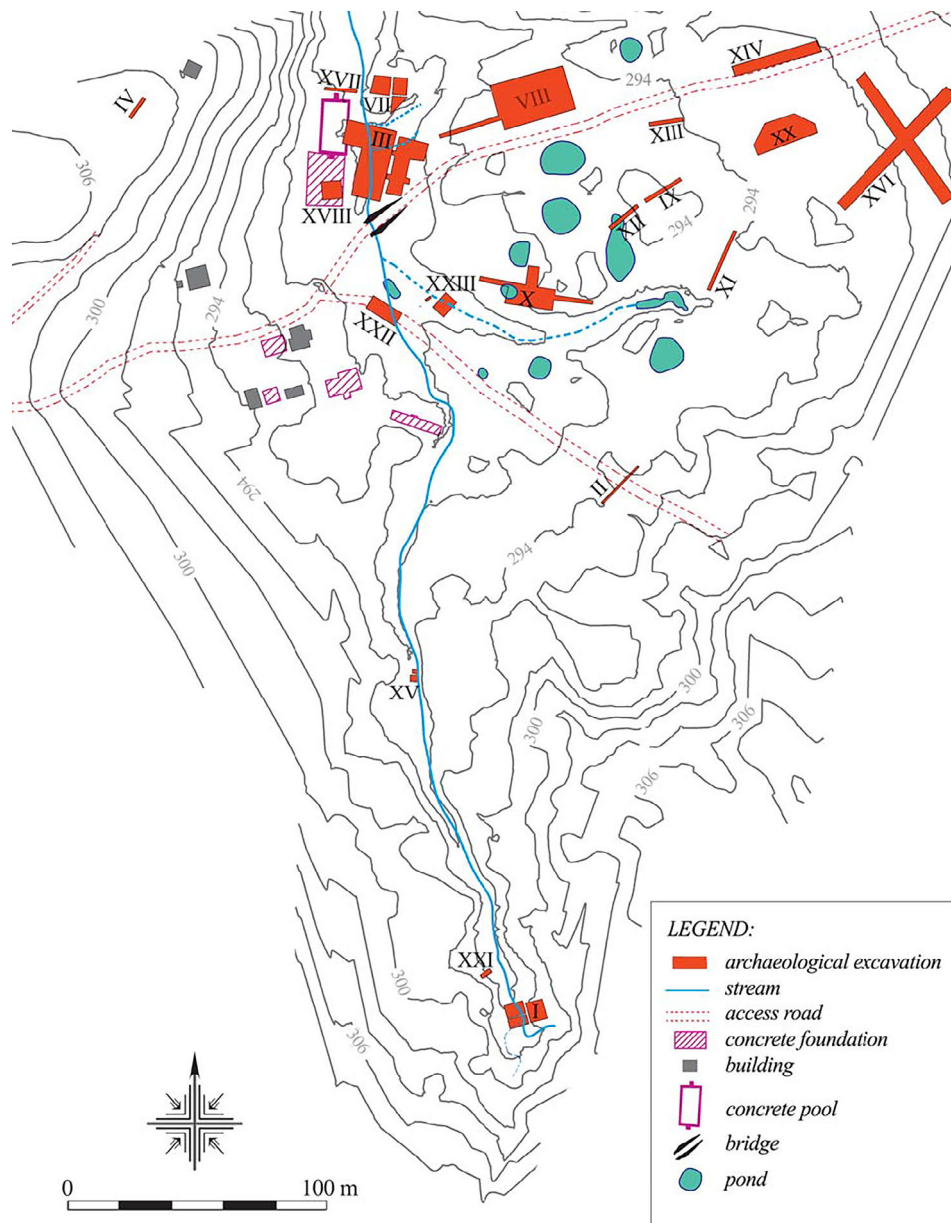 XIV
294
XVII
IV
VII
VIII
III
XIII
XX
306
XVI
IX
XVIII
XII
294
294
XI
XXIII
X
300
294
XXII
II
294
294
300
300
XV
306
300
306
XXI
300
I
306
LEGEND:
archaeological excavation
stream
access road
concrete foundation
building
concrete pool
bridge
pond
0
100 m